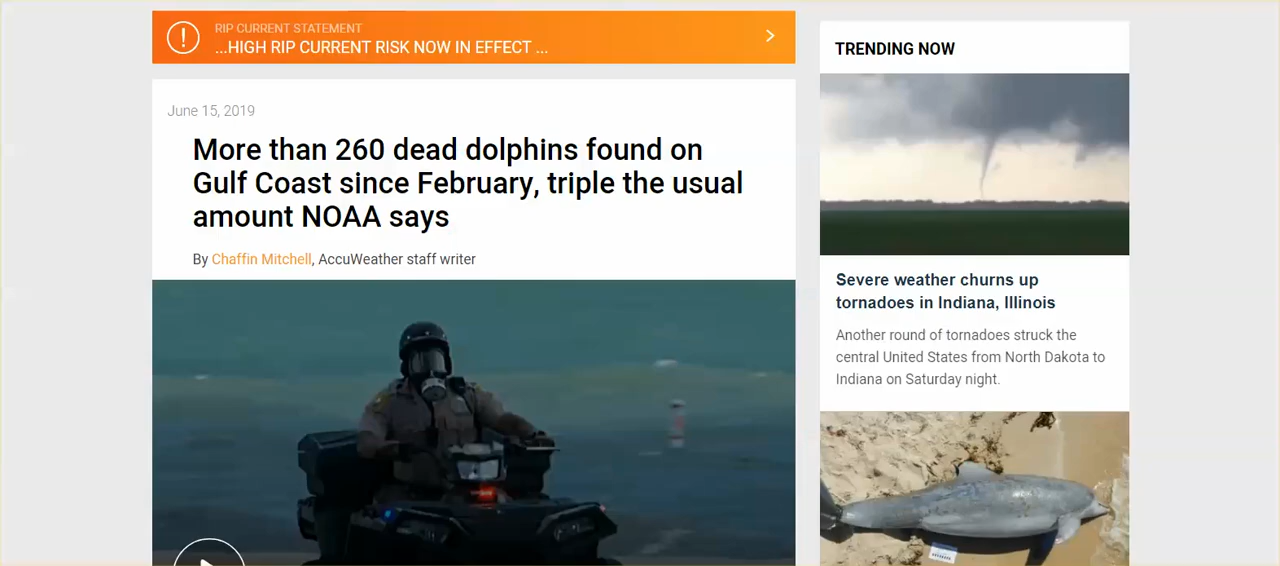 RIP CURRENT STATEMENT
...HIGH RIP CURRENT RISK NOW IN EFFECT ...
June 15, 2019
More than 260 dead dolphins found on
Gulf Coast since February, triple the usual
amount NOAA says
By Chaffin Mitchell, AccuWeather staff writer
TRENDING NOW
Severe weather churns up
tornadoes in Indiana, Illinois
Another round of tornadoes struck the
central United States from North Dakota to
Indiana on Saturday night.